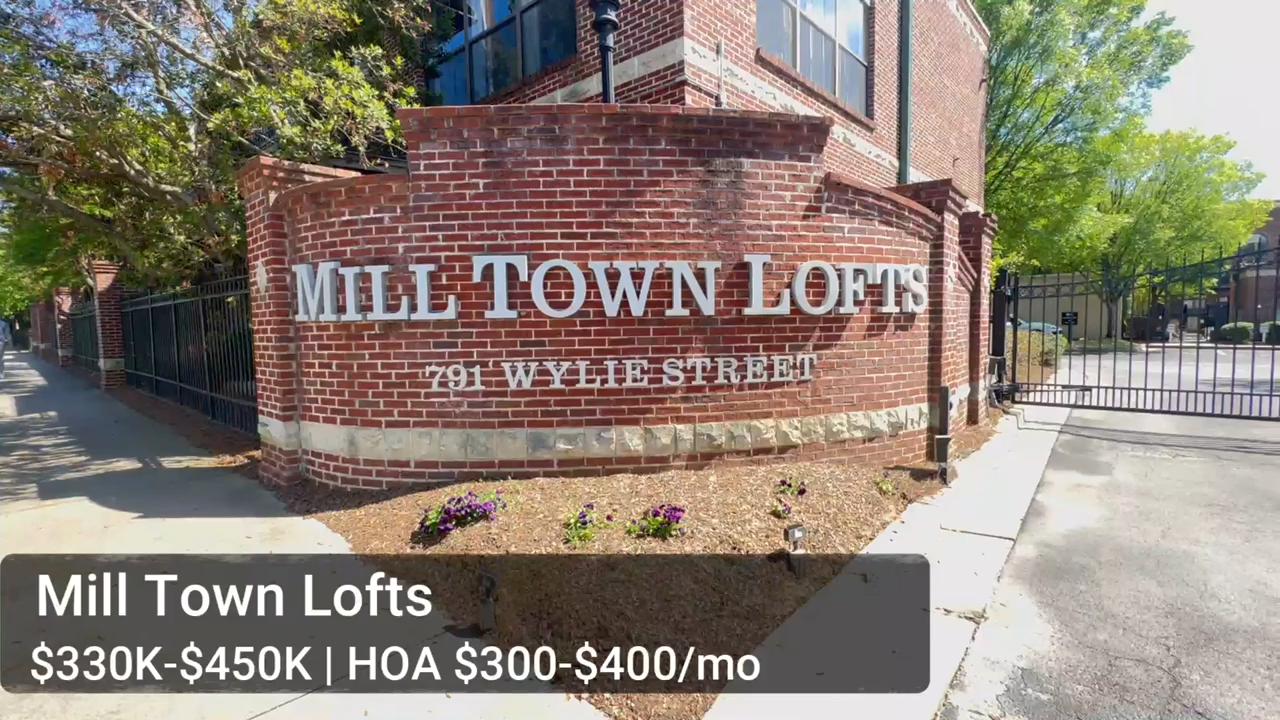 MILL TOWN LOFTS
791 WYLIE STREET
Mill Town Lofts
$330K-$450K | HOA $300-$400/mo